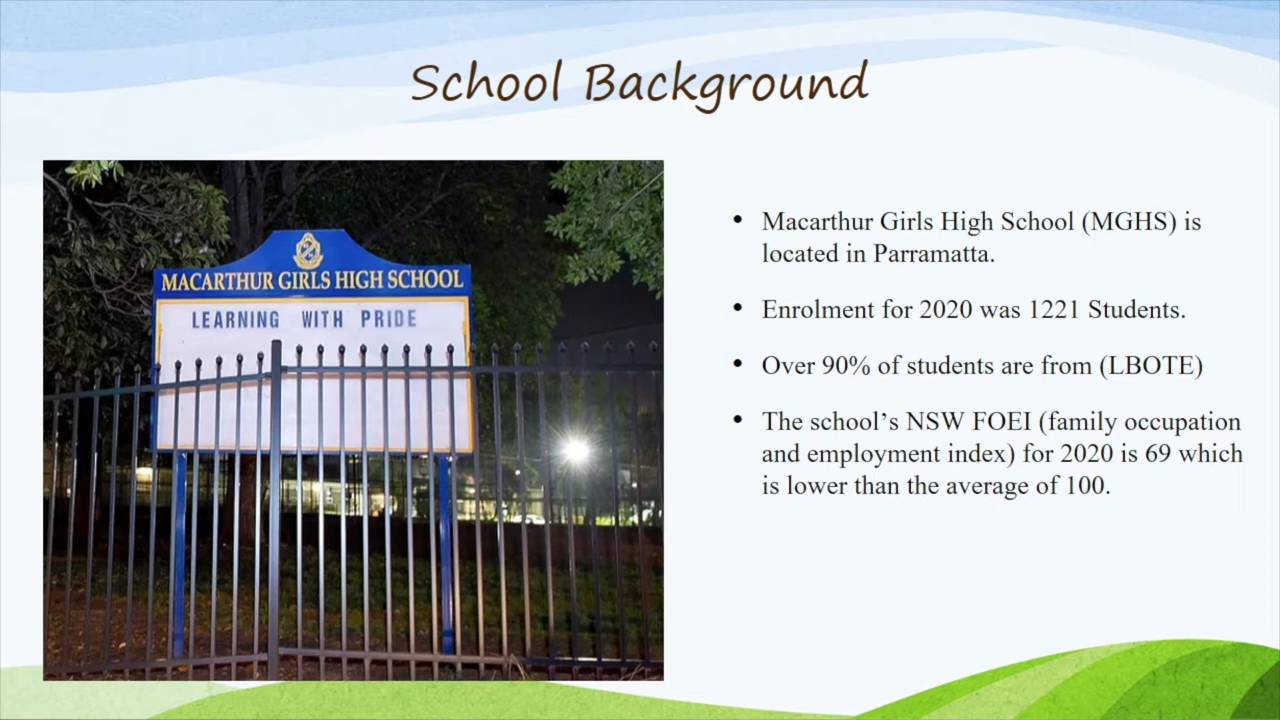 School Background
MACARTHUR GIRLS HIGH SCHOOL
LEARNING WITH PRIDE
• Macarthur Girls High School (MGHS) is
located in Parramatta.
• Enrolment for 2020 was 1221 Students.
• Over 90% of students are from (LBOTE)
• The school’s NSW FOEI (family occupation
and employment index) for 2020 is 69 which
is lower than the average of 100.